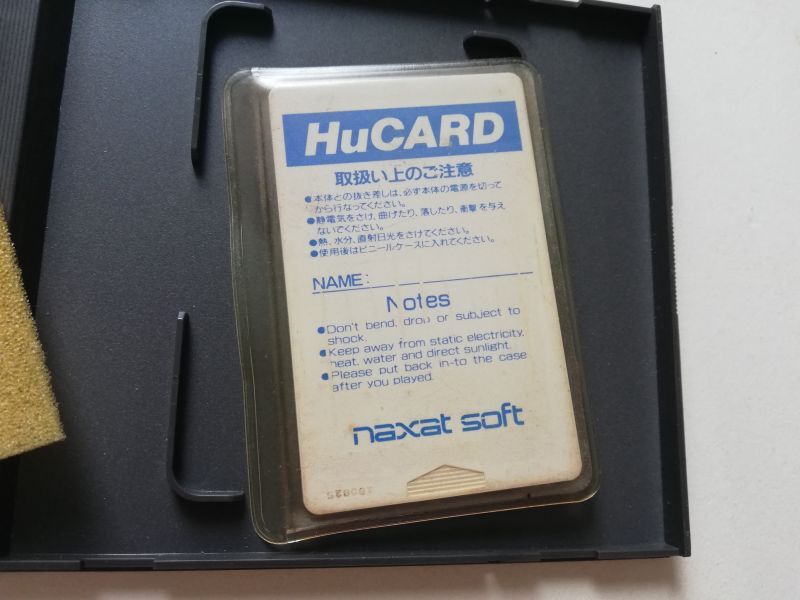 HuCARD
取扱い上のご注意
●本体との抜き差しは、必ず本体の電源を切って
から行なってください。
●静電気をさけ、曲げたり、落したり、衝撃を与え
ないでください。
●熱、水分、直射日光をさけてください。
●使用後はビニールケースに入れてください。
NAME:
Notes
●Don't bend, drop or subject to
shock.
●Keep away from static electricity,
heat, water and direct sunlight.
●Please put back in-to the case
after you played.
naxat soft